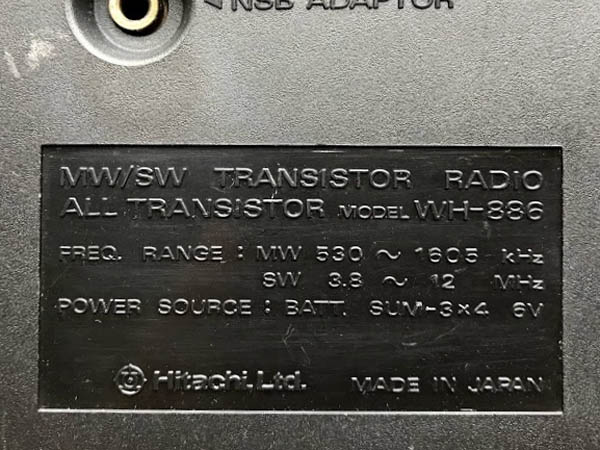 ◄NSB ADAPTOR
MW/SW TRANSISTOR RADIO
ALL TRANSISTOR MODEL WH-886
FREQ. RANGE : MW 530 ~ 1605 kHz
SW 3.8 ~ 12 MHz
POWER SOURCE : BATT. SUM-3×4 6V
Hitachi, Ltd. MADE IN JAPAN